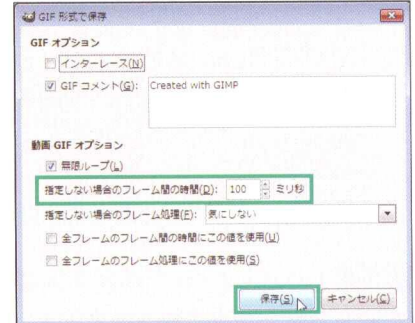 GIF 形式で保存
GIF オプション
インターレース(N)
GIF コメント(G): Created with GIMP
動画 GIF オプション
無限ループ(L)
指定しない場合のフレーム間の時間(D): 100 ミリ秒
指定しない場合のフレーム処理(F): 気にしない
全フレームのフレーム間の時間にこの値を使用(U)
全フレームのフレーム処理にこの値を使用(S)
保存(S) キャンセル(C)